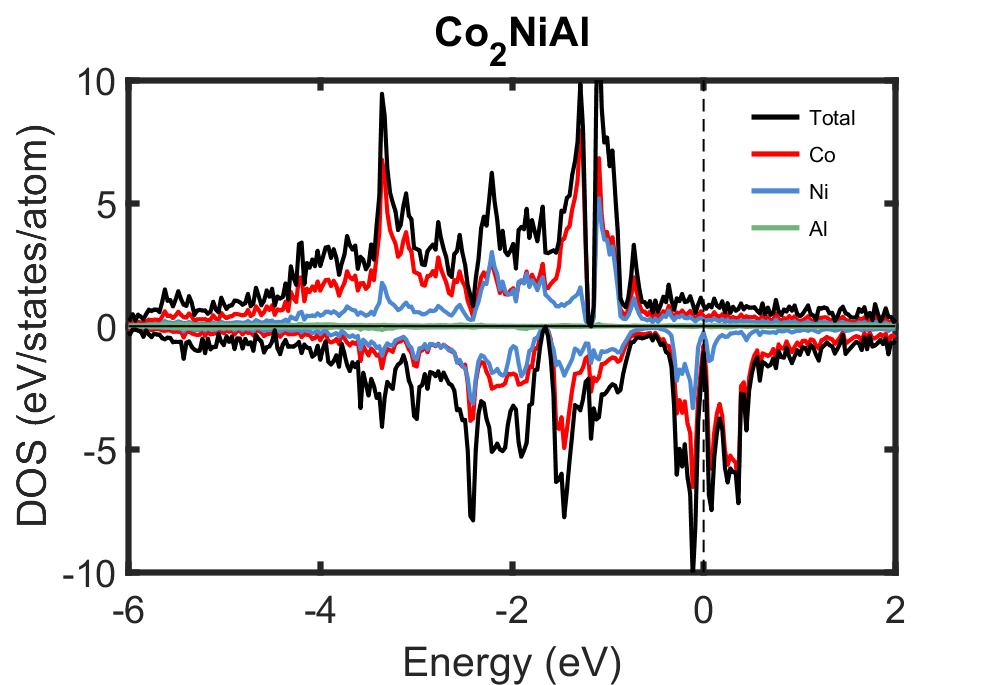 Co₂NiAl
DOS (eV/states/atom)
10
5
0
-5
-10
Total
Co
Ni
Al
-6
-4
-2
0
2
Energy (eV)